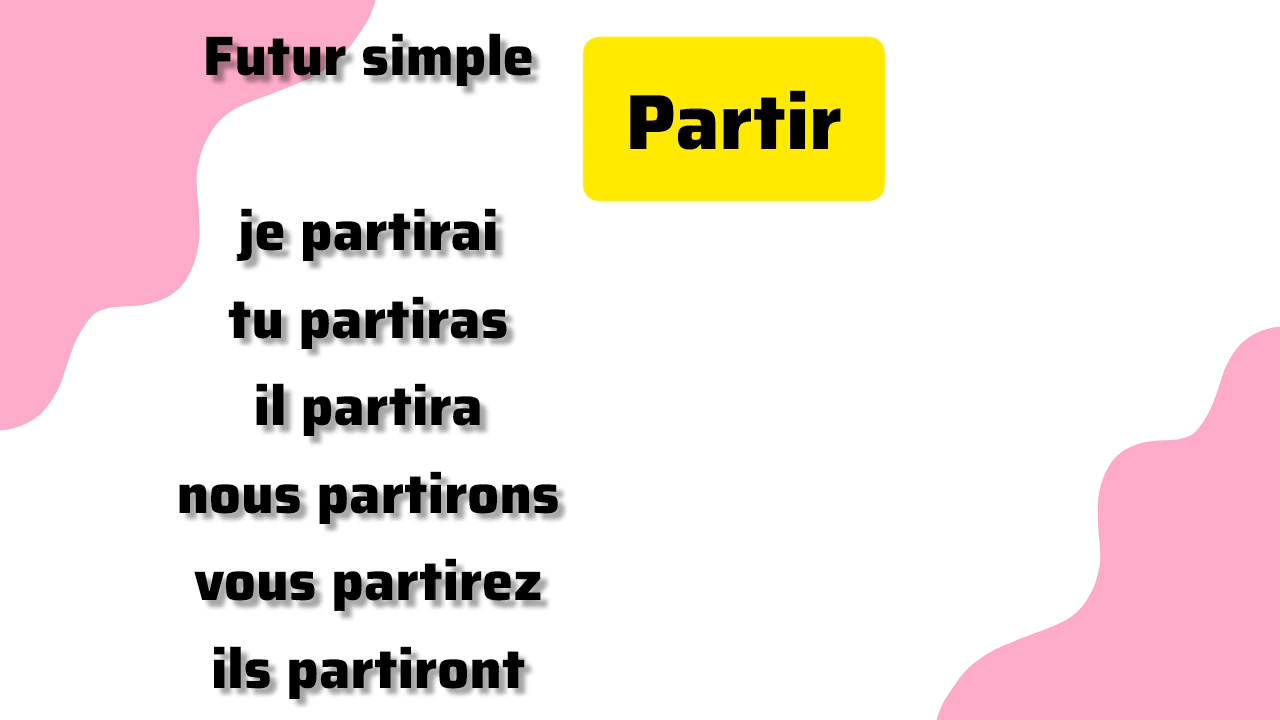 Futur simple
Partir
je partirai
tu partiras
il partira
nous partirons
vous partirez
ils partiront